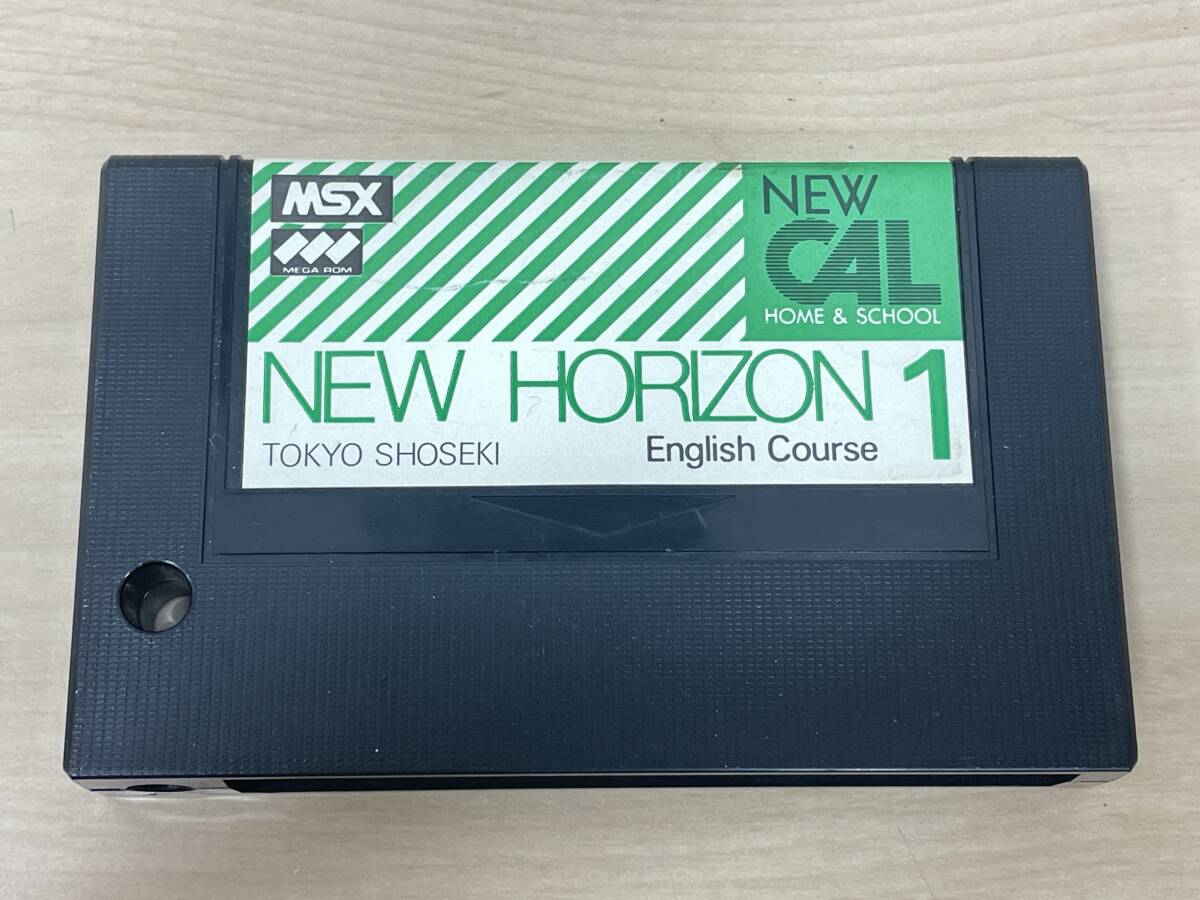 MSX
MEGA ROM
NEW
CAL
HOME & SCHOOL
NEW HORIZON 1
TOKYO SHOSEKI English Course